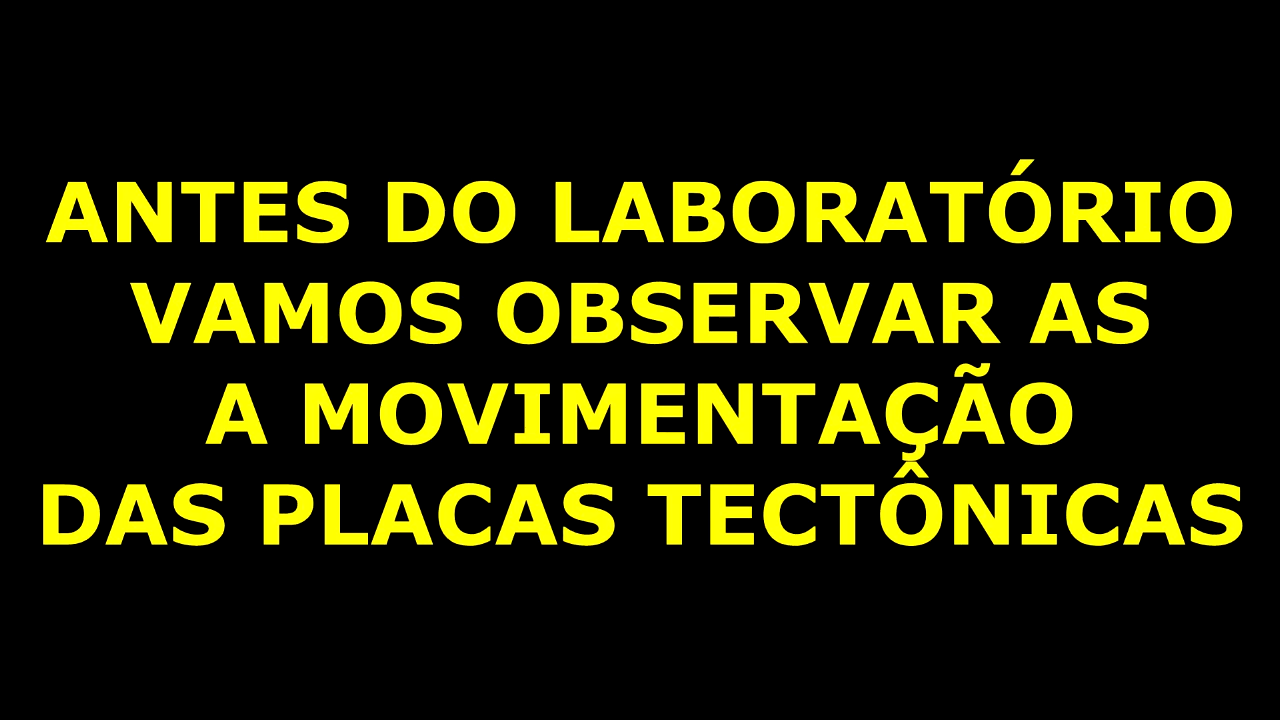 ANTES DO LABORATÓRIO
VAMOS OBSERVAR AS
A MOVIMENTAÇÃO
DAS PLACAS TECTÔNICAS